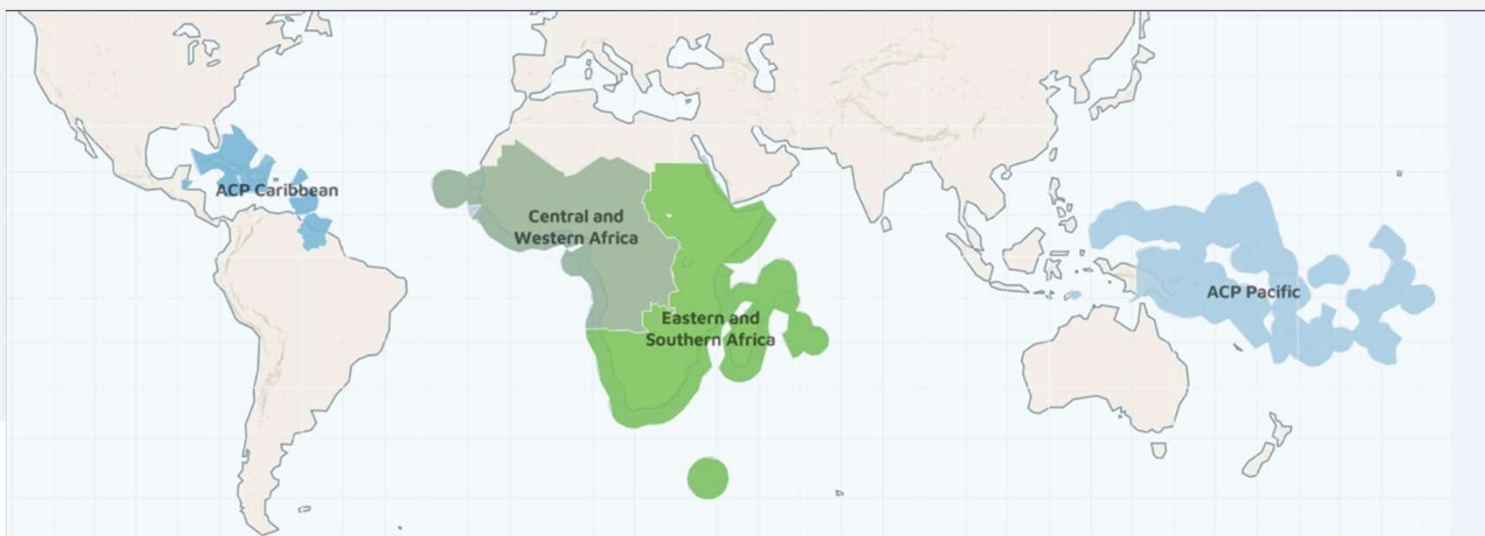 ACP Caribbean
Central and
Western Africa
Eastern and
Southern Africa
ACP Pacific